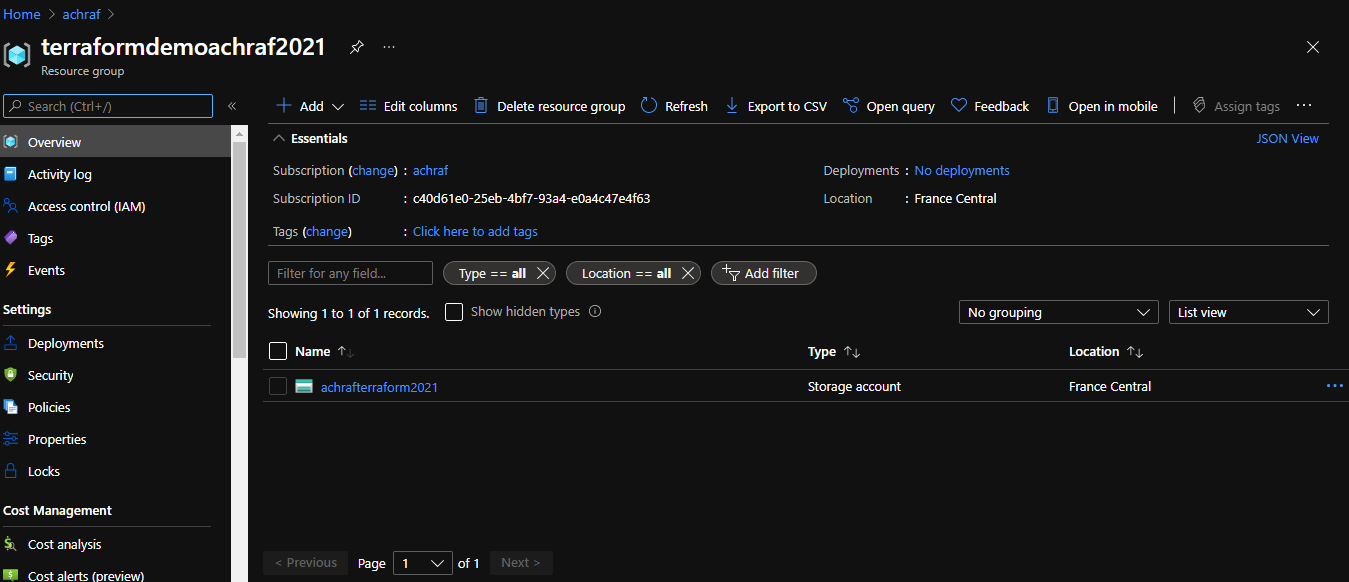 Home > achraf >
terraformdemoachraf2021 ...
Resource group
Search (Ctrl+/) «
Overview
Activity log
Access control (IAM)
Tags
Events
Settings
Deployments
Security
Policies
Properties
Locks
Cost Management
Cost analysis
Cost alerts (preview)
Add Edit columns Delete resource group Refresh Export to CSV Open query Feedback Open in mobile Assign tags ...
Essentials JSON View
Subscription (change) : achraf Deployments : No deployments
Subscription ID : c40d61e0-25eb-4bf7-93a4-e0a4c47e4f63 Location : France Central
Tags (change) : Click here to add tags
Filter for any field... Type == all Location == all Add filter
Showing 1 to 1 of 1 records. Show hidden types No grouping List view
Name Type Location
achrafterraform2021 Storage account France Central ...
< Previous Page 1 of 1 Next >